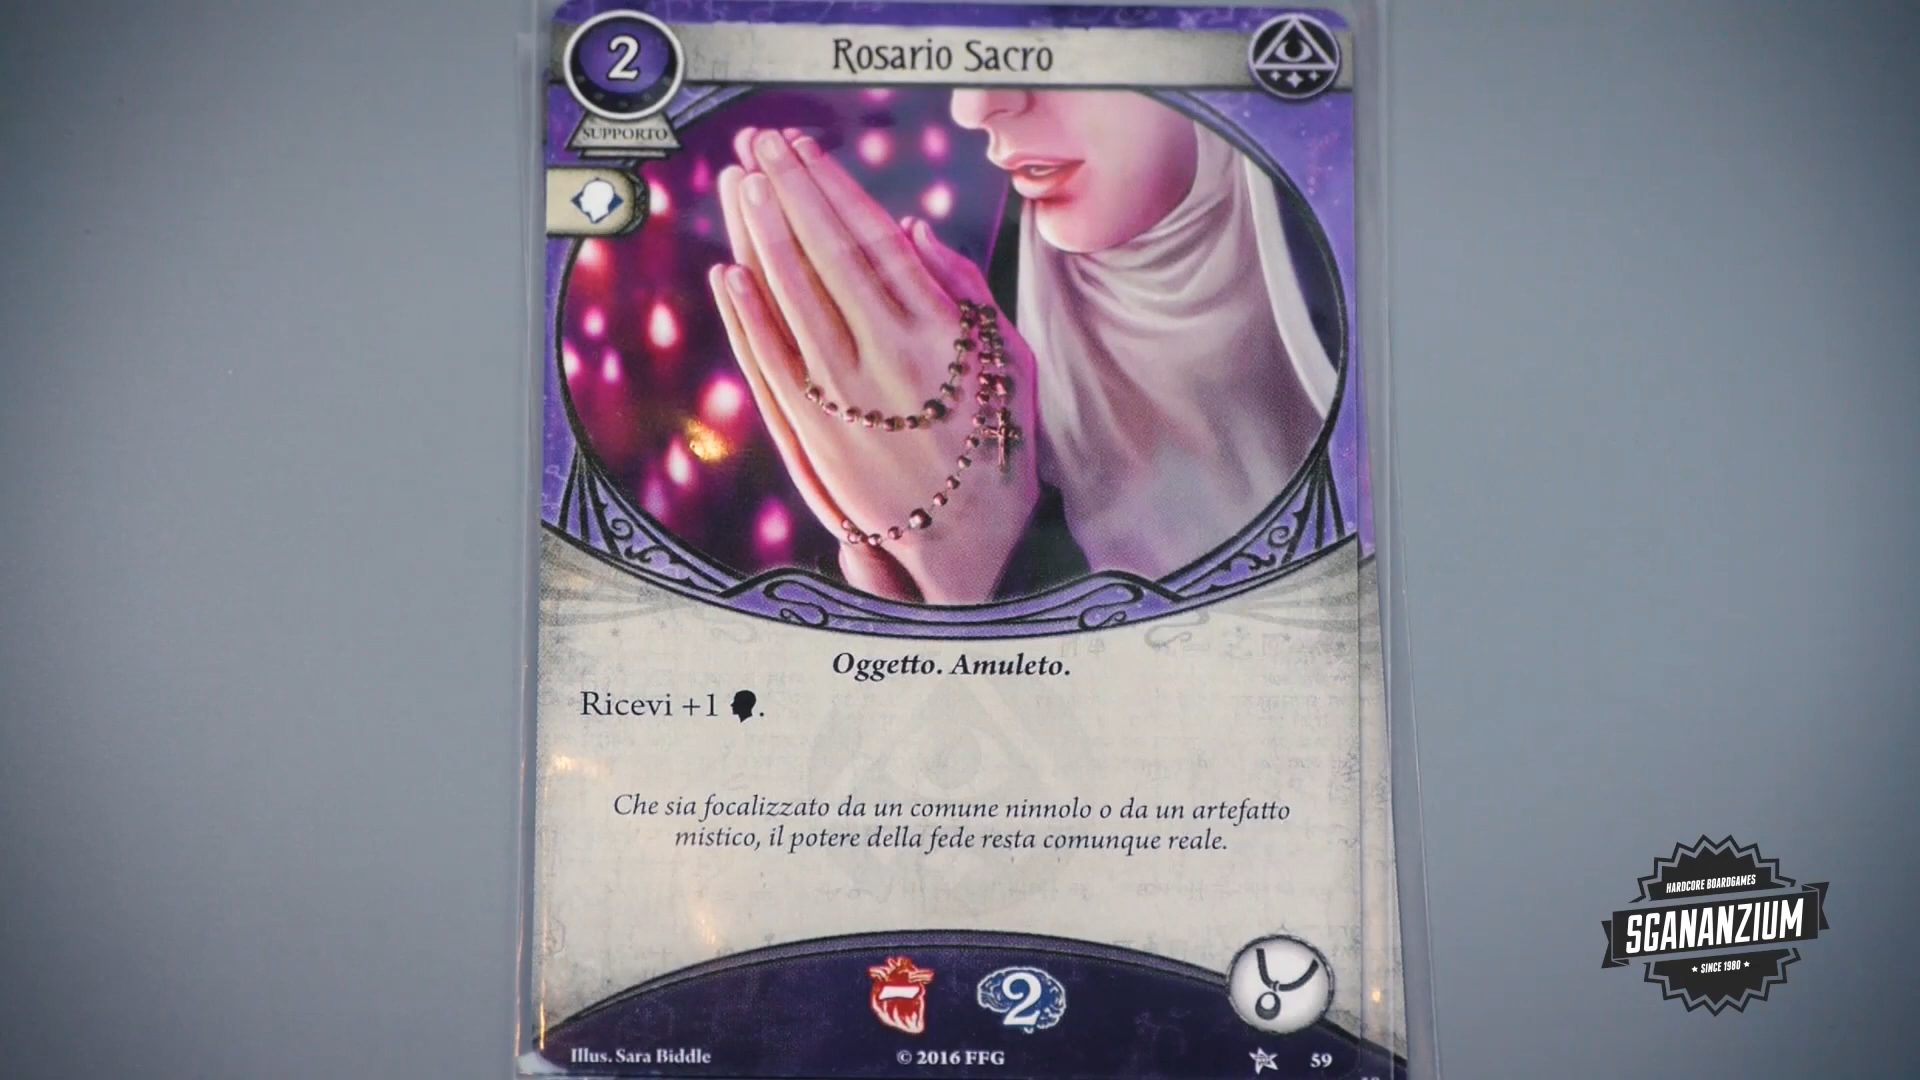 2
Rosario Sacro
SUPPORTO
Oggetto. Amuleto.
Ricevi +1 .
Che sia focalizzato da un comune ninnolo o da un artefatto
mistico, il potere della fede resta comunque reale.
2
Illus. Sara Biddle
© 2016 FFG
59
HARDCORE BOARDGAMES
SGANANZIUM
★ SINCE 1980 ★